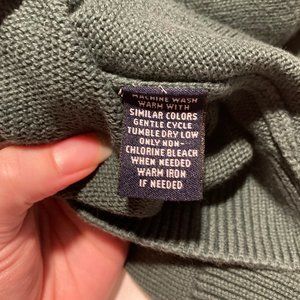 MACHINE WASH
WARM WITH
SIMILAR COLORS
GENTLE CYCLE
TUMBLE DRY LOW
ONLY NON-
CHLORINE BLEACH
WHEN NEEDED
WARM IRON
IF NEEDED